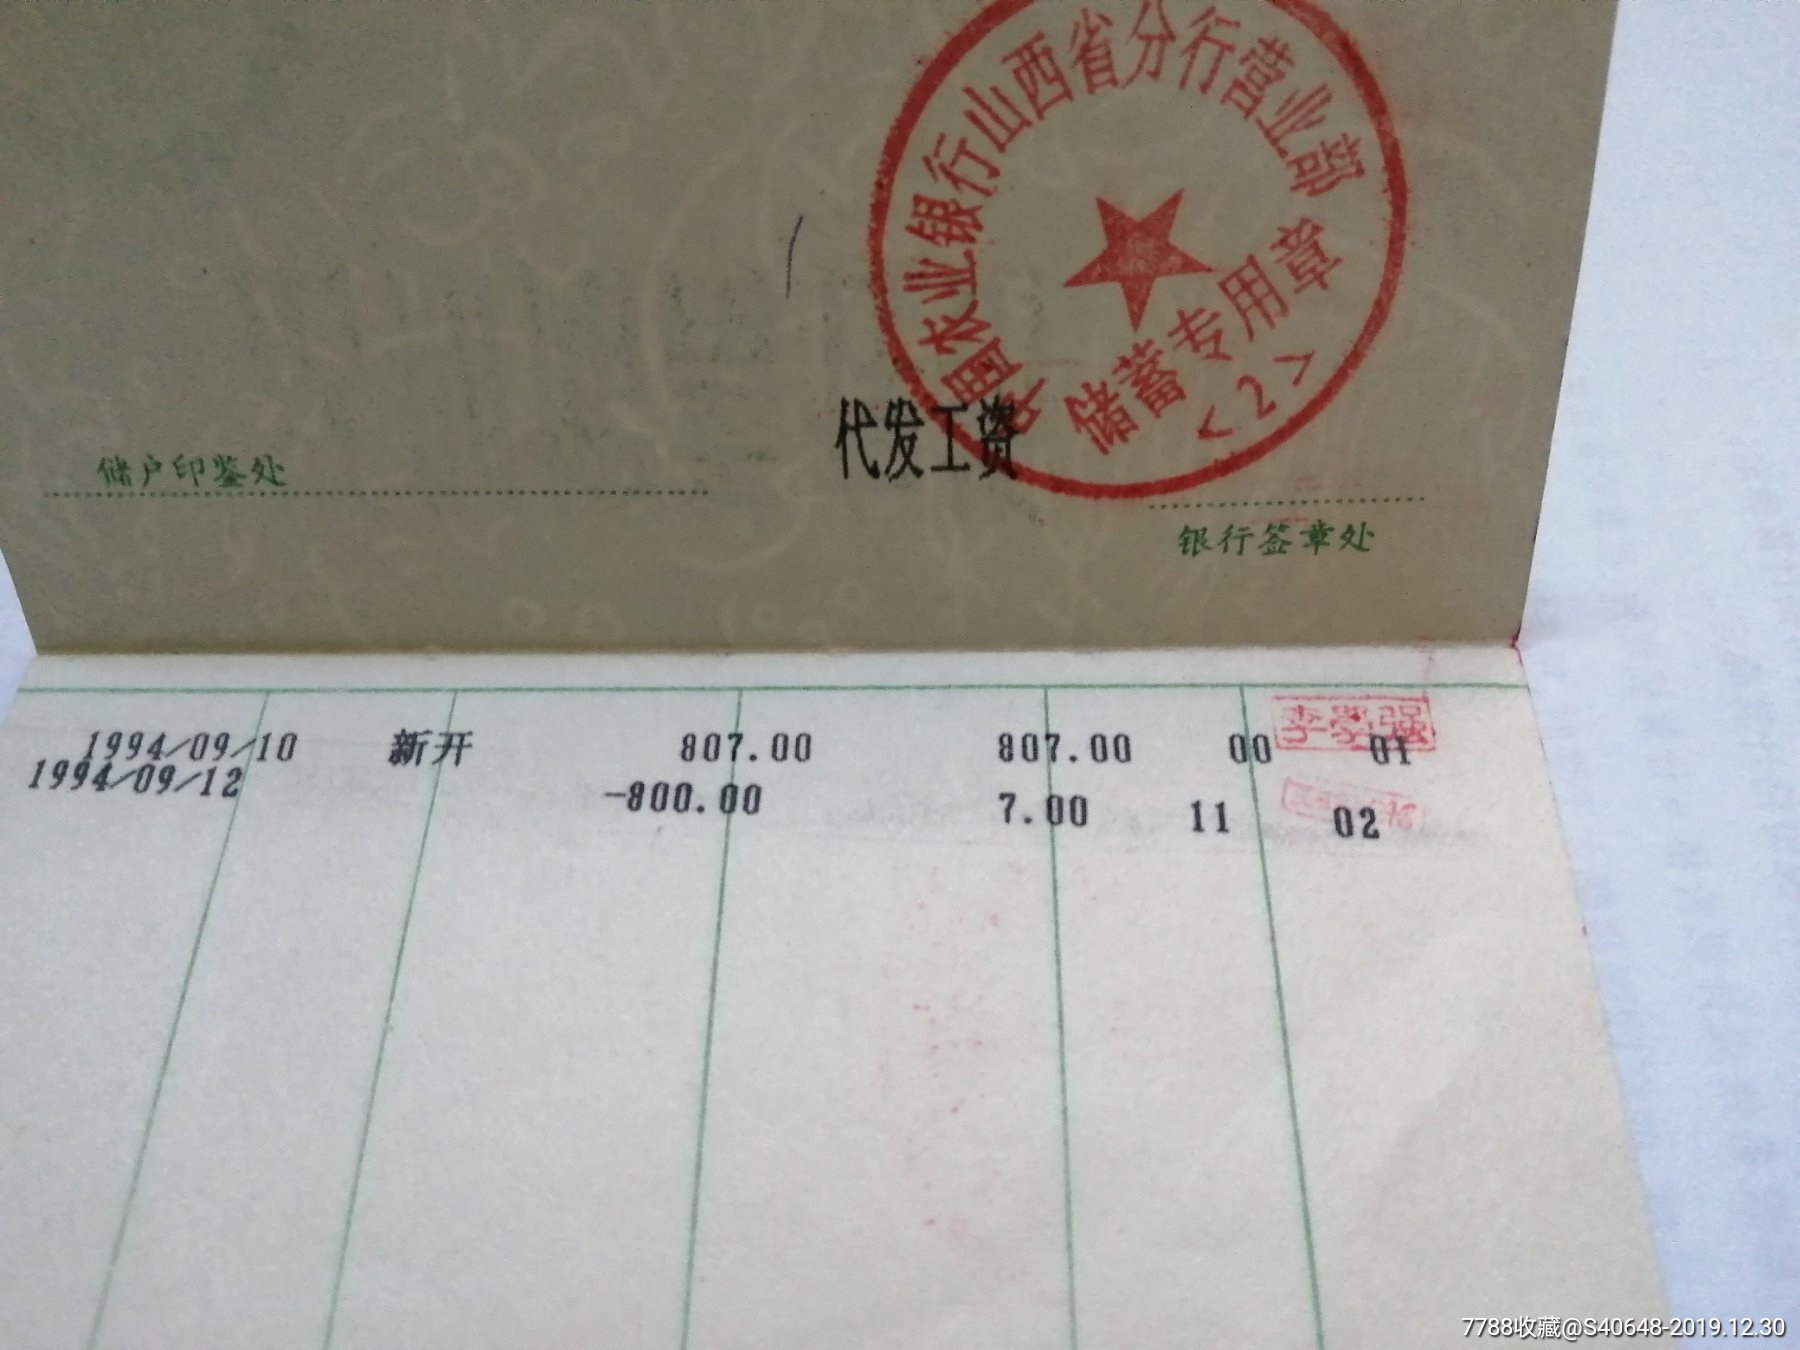 中国农业银行山西省分行营业部
储蓄专用章
<2>
代发工资
储户印鉴处
银行签章处
1994/09/10 新开 807.00 807.00 00 01
李学强
1994/09/12 -800.00 7.00 11 02
7788收藏@S40648-2019.12.30